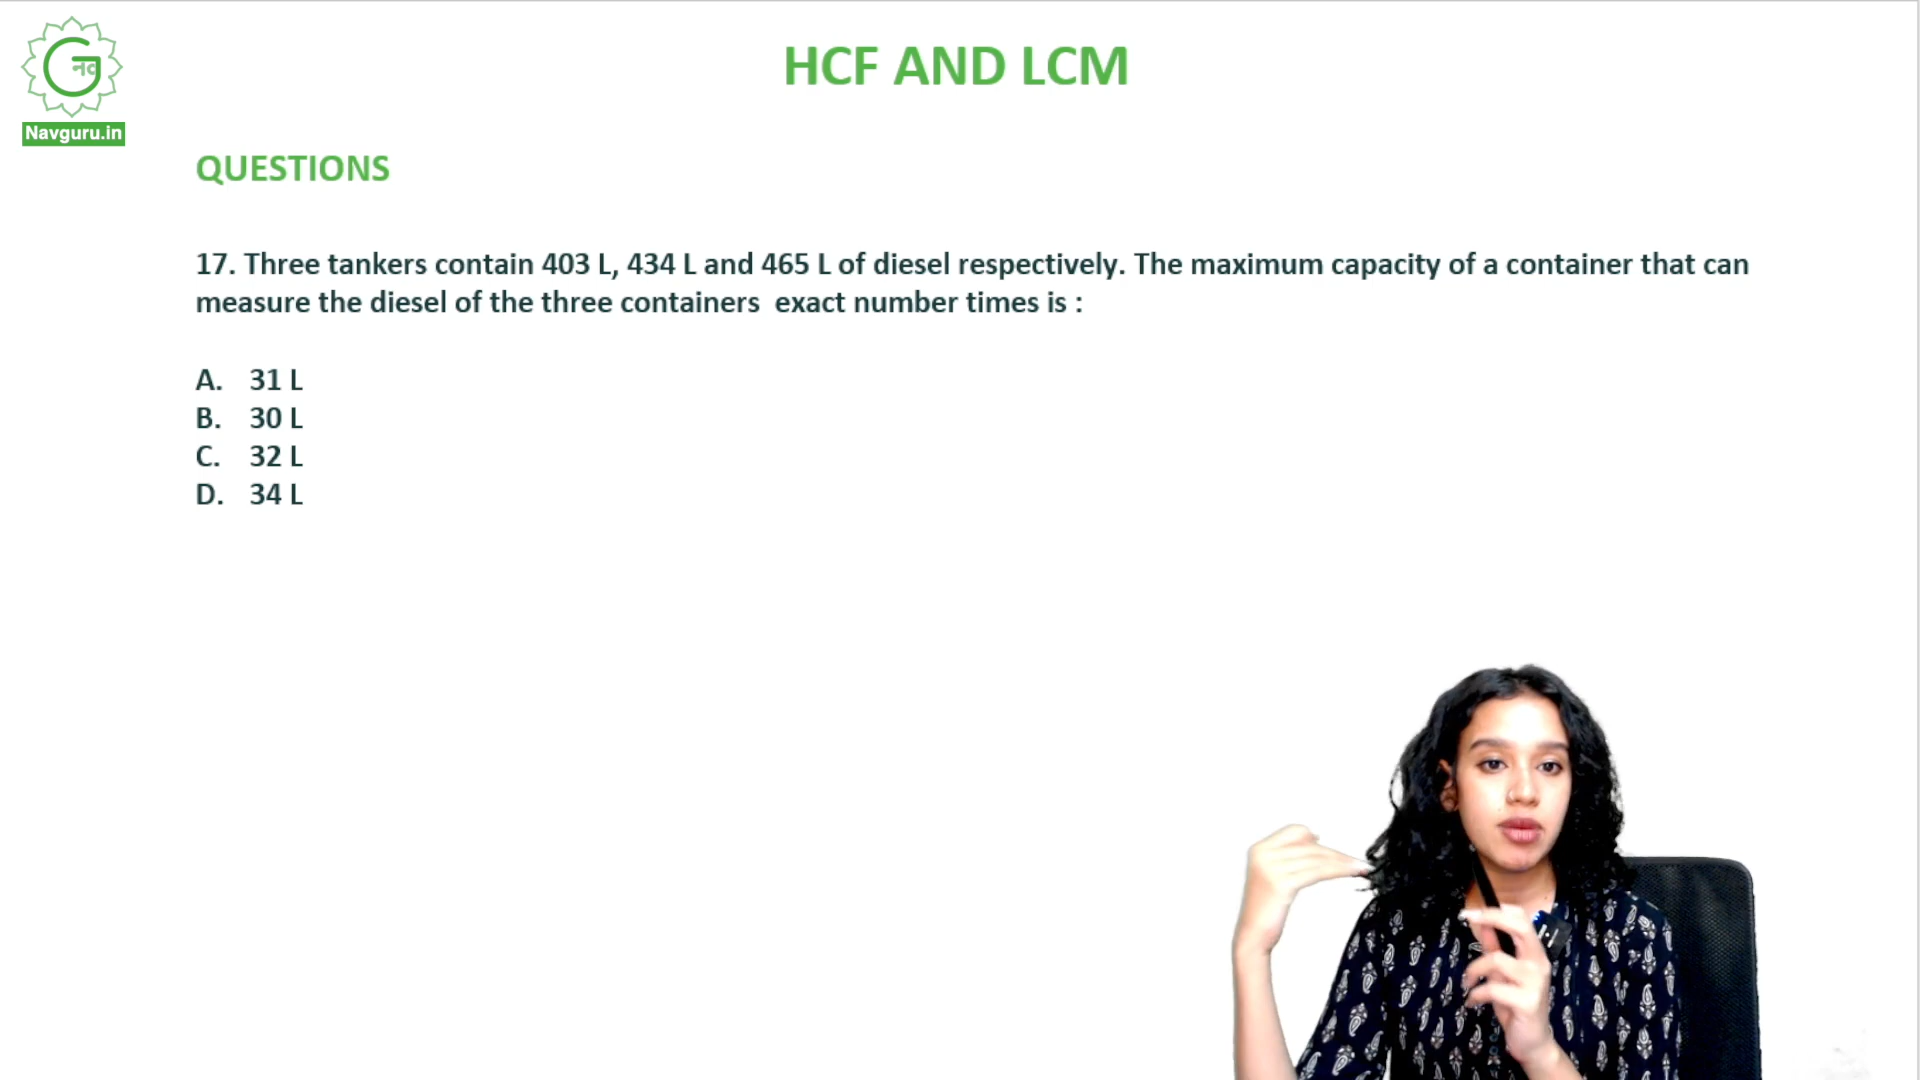 नव
Navguru.in
HCF AND LCM
QUESTIONS
17. Three tankers contain 403 L, 434 L and 465 L of diesel respectively. The maximum capacity of a container that can
measure the diesel of the three containers  exact number times is :
A. 31 L
B. 30 L
C. 32 L
D. 34 L